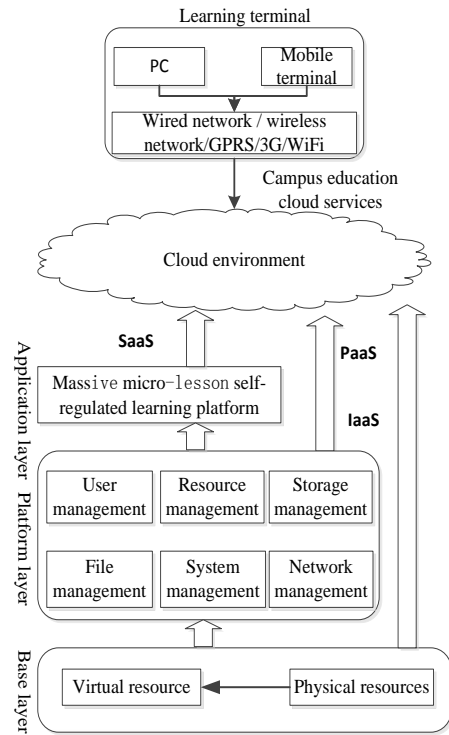 Learning terminal
PC
Mobile
terminal
Wired network / wireless
network/GPRS/3G/WiFi
Campus education
cloud services
Cloud environment
SaaS
PaaS
IaaS
Application layer
Massive micro-lesson self-
regulated learning platform
Platform layer
User
management
Resource
management
Storage
management
File
management
System
management
Network
management
Base layer
Virtual resource
Physical resources